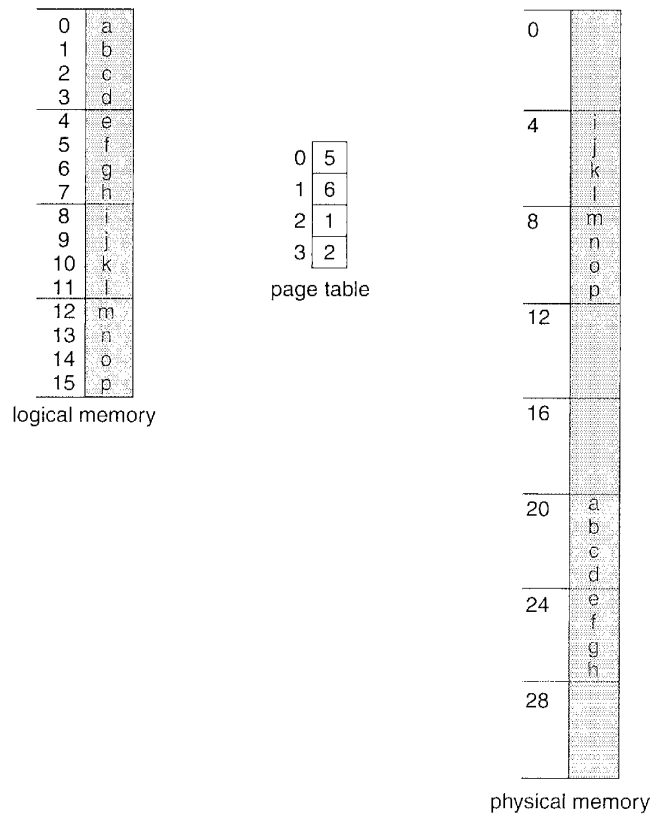 0 a
1 b
2 c
3 d
4 e
5 f
6 g
7 h
8 i
9 j
10 k
11 l
12 m
13 n
14 o
15 p
logical memory
0 5
1 6
2 1
3 2
page table
0
4 i
j
k
l
8 m
n
o
p
12
16
20 a
b
c
d
24 e
f
g
h
28
physical memory